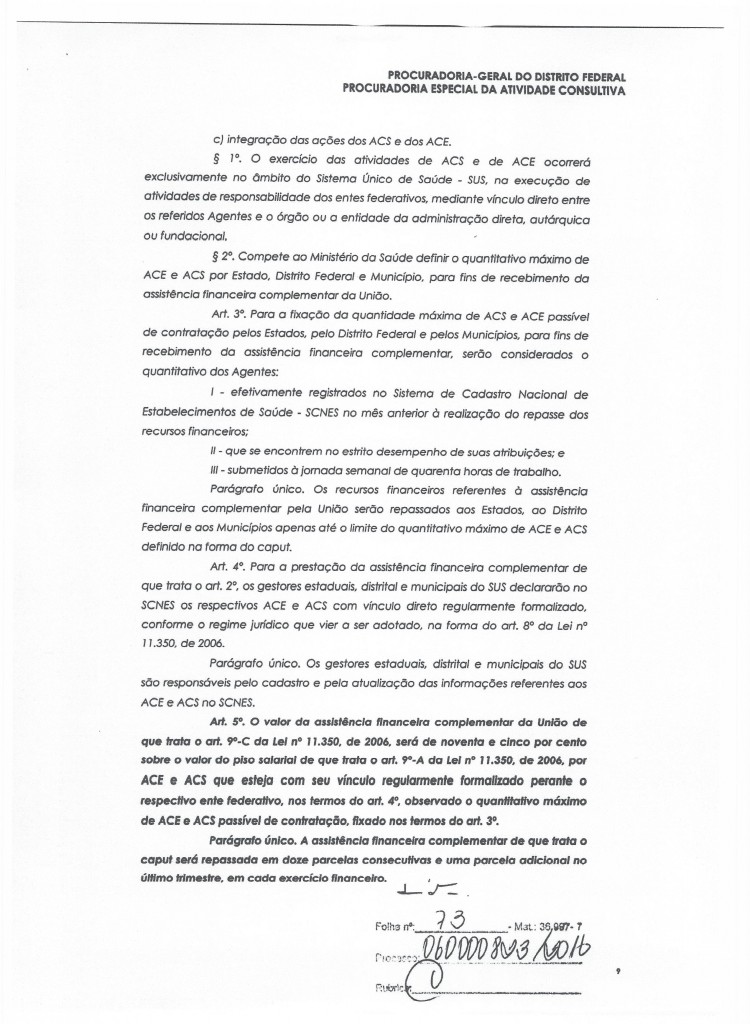 PROCURADORIA-GERAL DO DISTRITO FEDERAL
PROCURADORIA ESPECIAL DA ATIVIDADE CONSULTIVA
c) integração das ações dos ACS e dos ACE.
§ 1º. O exercício das atividades de ACS e de ACE ocorrerá
exclusivamente no âmbito do Sistema Único de Saúde - SUS, na execução de
atividades de responsabilidade dos entes federativos, mediante vínculo direto entre
os referidos Agentes e o órgão ou a entidade da administração direta, autárquica
ou fundacional.
§ 2º. Compete ao Ministério da Saúde definir o quantitativo máximo de
ACE e ACS por Estado, Distrito Federal e Município, para fins de recebimento da
assistência financeira complementar da União.
Art. 3º. Para a fixação da quantidade máxima de ACS e ACE passível
de contratação pelos Estados, pelo Distrito Federal e pelos Municípios, para fins de
recebimento da assistência financeira complementar, serão considerados o
quantitativo dos Agentes:
I - efetivamente registrados no Sistema de Cadastro Nacional de
Estabelecimentos de Saúde - SCNES no mês anterior à realização do repasse dos
recursos financeiros;
II - que se encontrem no estrito desempenho de suas atribuições; e
III - submetidos à jornada semanal de quarenta horas de trabalho.
Parágrafo único. Os recursos financeiros referentes à assistência
financeira complementar pela União serão repassados aos Estados, ao Distrito
Federal e aos Municípios apenas até o limite do quantitativo máximo de ACE e ACS
definido na forma do caput.
Art. 4º. Para a prestação da assistência financeira complementar de
que trata o art. 2º, os gestores estaduais, distrital e municipais do SUS declararão no
SCNES os respectivos ACE e ACS com vínculo direto regularmente formalizado,
conforme o regime jurídico que vier a ser adotado, na forma do art. 8º da Lei nº
11.350, de 2006.
Parágrafo único. Os gestores estaduais, distrital e municipais do SUS
são responsáveis pelo cadastro e pela atualização das informações referentes aos
ACE e ACS no SCNES.
Art. 5º. O valor da assistência financeira complementar da União de
que trata o art. 9º-C da Lei nº 11.350, de 2006, será de noventa e cinco por cento
sobre o valor do piso salarial de que trata o art. 9º-A da Lei nº 11.350, de 2006, por
ACE e ACS que esteja com seu vínculo regularmente formalizado perante o
respectivo ente federativo, nos termos do art. 4º, observado o quantitativo máximo
de ACE e ACS passível de contratação, fixado nos termos do art. 3º.
Parágrafo único. A assistência financeira complementar de que trata o
caput será repassada em doze parcelas consecutivas e uma parcela adicional no
último trimestre, em cada exercício financeiro.
Folha nº: 73 - Mat.: 36.997-7
Processo:
Rubrica:
9